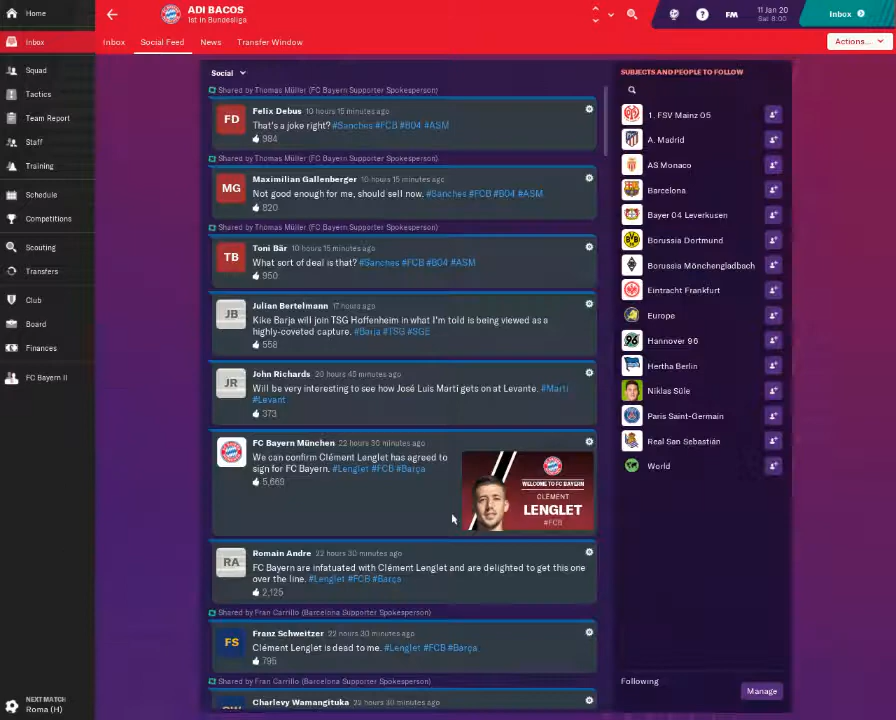 Home
ADI BACOS
1st in Bundesliga
FM
11 Jan 20
Sat 8:00
Inbox
Inbox
Inbox
Social Feed
News
Transfer Window
Actions...
Squad
Tactics
Team Report
Staff
Training
Schedule
Competitions
Scouting
Transfers
Club
Board
Finances
FC Bayern II
NEXT MATCH
Roma (H)
Social
Shared by Thomas Müller (FC Bayern Supporter Spokesperson)
FD
Felix Debus 10 hours 15 minutes ago
That's a joke right? #Sanches #FCB #B04 #ASM
984
Shared by Thomas Müller (FC Bayern Supporter Spokesperson)
MG
Maximilian Gallenberger 10 hours 15 minutes ago
Not good enough for me, should sell now. #Sanches #FCB #B04 #ASM
820
Shared by Thomas Müller (FC Bayern Supporter Spokesperson)
TB
Toni Bär 10 hours 15 minutes ago
What sort of deal is that? #Sanches #FCB #B04 #ASM
950
JB
Julian Bertelmann 17 hours ago
Kike Barja will join TSG Hoffenheim in what I'm told is being viewed as a
highly-coveted capture. #Barja #TSG #SGE
558
JR
John Richards 20 hours 45 minutes ago
Will be very interesting to see how José Luis Martí gets on at Levante. #Martí
#Levant
373
FC Bayern München 22 hours 30 minutes ago
We can confirm Clément Lenglet has agreed to
sign for FC Bayern. #Lenglet #FCB #Barça
5,669
WELCOME TO FC BAYERN
CLÉMENT
LENGLET
#FCB
RA
Romain Andre 22 hours 30 minutes ago
FC Bayern are infatuated with Clément Lenglet and are delighted to get this one
over the line. #Lenglet #FCB #Barça
2,125
Shared by Fran Carrillo (Barcelona Supporter Spokesperson)
FS
Franz Schweitzer 22 hours 30 minutes ago
Clément Lenglet is dead to me. #Lenglet #FCB #Barça
795
Shared by Fran Carrillo (Barcelona Supporter Spokesperson)
CW
Charlevy Wamangituka 22 hours 30 minutes ago
SUBJECTS AND PEOPLE TO FOLLOW
1. FSV Mainz 05
A. Madrid
AS Monaco
Barcelona
Bayer 04 Leverkusen
Borussia Dortmund
Borussia Mönchengladbach
Eintracht Frankfurt
Europe
Hannover 96
Hertha Berlin
Niklas Süle
Paris Saint-Germain
Real San Sebastián
World
Following
Manage